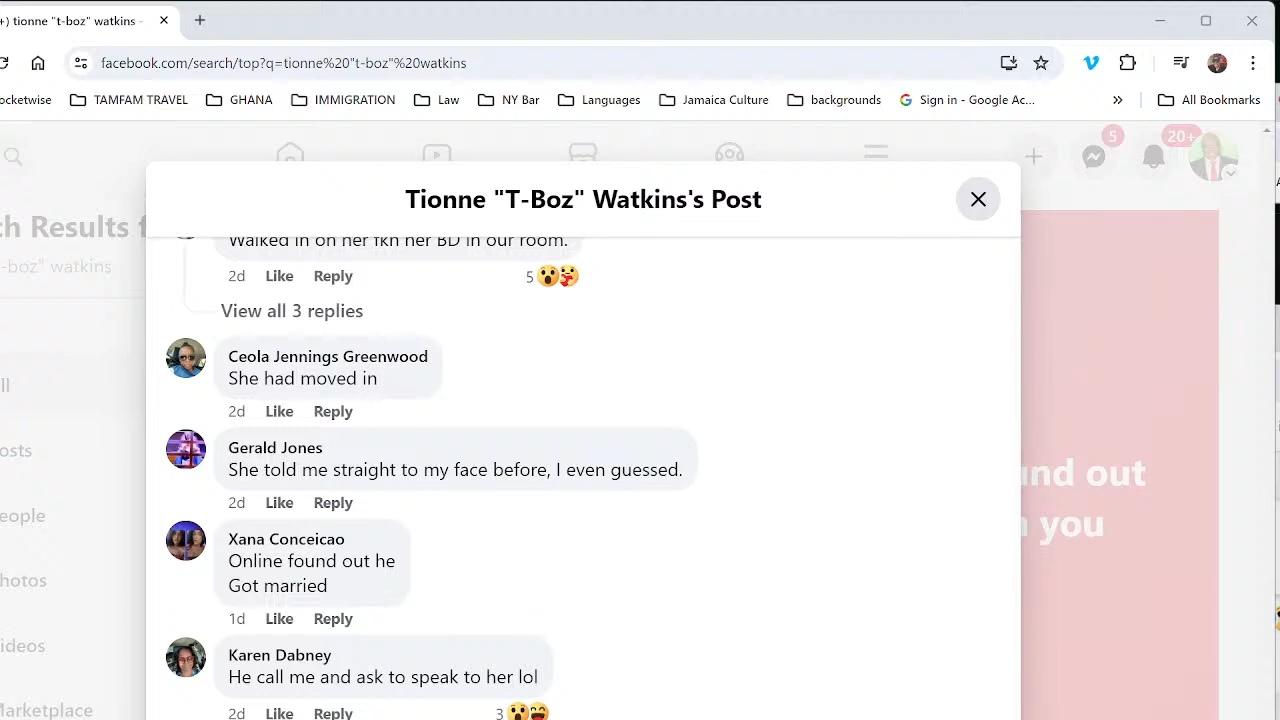 +) tionne "t-boz" watkins -
facebook.com/search/top?q=tionne%20"t-boz"%20watkins
ocketwise TAMFAM TRAVEL GHANA IMMIGRATION Law NY Bar Languages Jamaica Culture backgrounds Sign in - Google Ac... » All Bookmarks
5 20+
Tionne "T-Boz" Watkins's Post
ch Results f
-boz" watkins
Walked in on her fkn her BD in our room.
2d Like Reply 5
View all 3 replies
Ceola Jennings Greenwood
She had moved in
2d Like Reply
ll
Gerald Jones
She told me straight to my face before, I even guessed.
2d Like Reply
osts
und out
n you
eople
Xana Conceicao
Online found out he
Got married
1d Like Reply
hotos
ideos
Karen Dabney
He call me and ask to speak to her lol
2d Like Reply 3
Marketplace